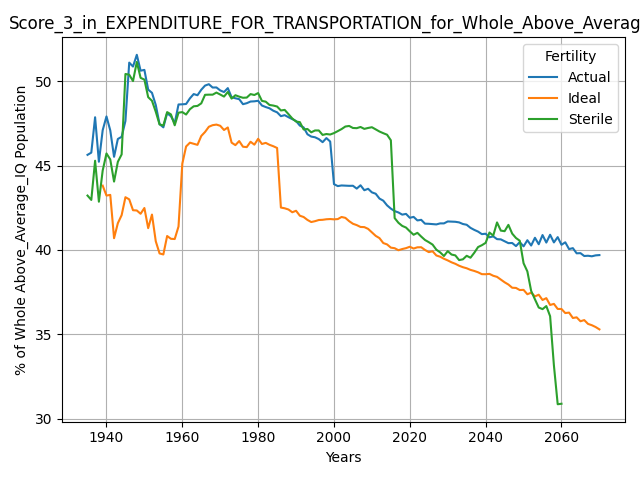 Score_3_in_EXPENDITURE_FOR_TRANSPORTATION_for_Whole_Above_Averag
% of Whole Above_Average_IQ Population
50
45
40
35
30
Fertility
Actual
Ideal
Sterile
1940
1960
1980
2000
2020
2040
2060
Years